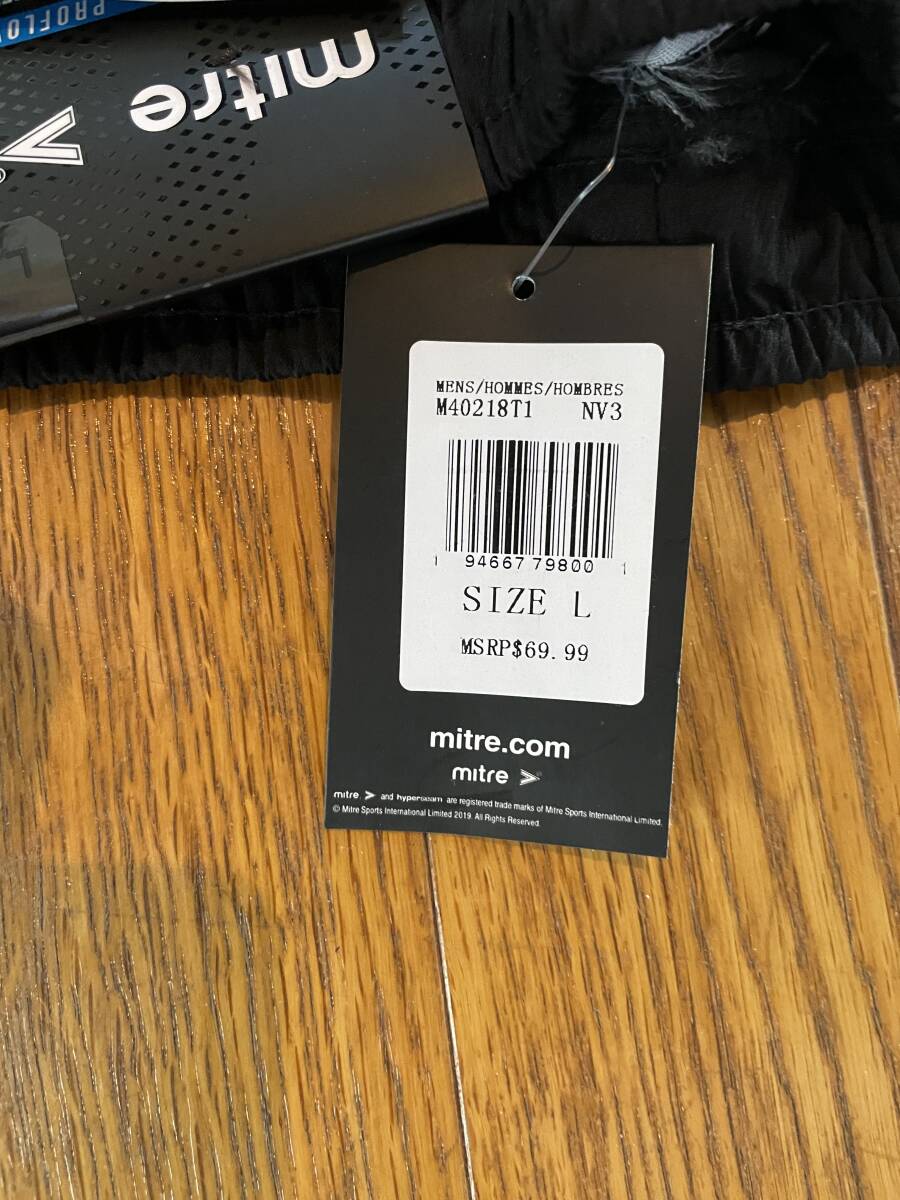 PROFLO
mitre
L
MENS/HOMMES/HOMBRES
M40218T1 NV3
1 94667 79800 1
SIZE L
MSRP$69.99
mitre.com
mitre
mitre and hyperseam are registered trade marks of Mitre Sports International Limited.
© Mitre Sports International Limited 2019. All Rights Reserved.